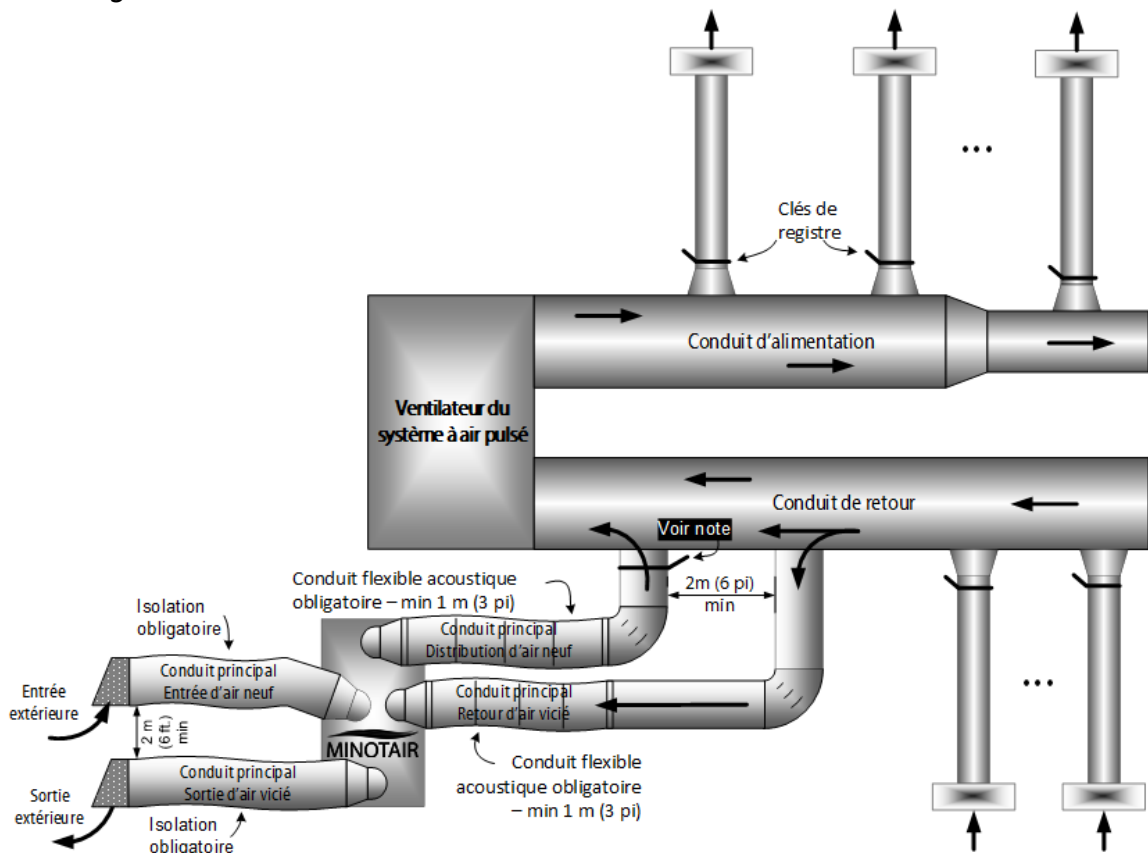 g
...
Clés de
registre
Conduit d'alimentation
Ventilateur du
système à air pulsé
Conduit de retour
Voir note
2m (6 pi)
min
Conduit flexible acoustique
obligatoire – min 1 m (3 pi)
Isolation
obligatoire
Conduit principal
Distribution d'air neuf
Conduit principal
Entrée d'air neuf
Entrée
extérieure
Conduit principal
Retour d'air vicié
2 m
(6 ft.)
min
MINOTAIR
...
Conduit principal
Sortie d'air vicié
Conduit flexible
acoustique obligatoire
– min 1 m (3 pi)
Sortie
extérieure
Isolation
obligatoire